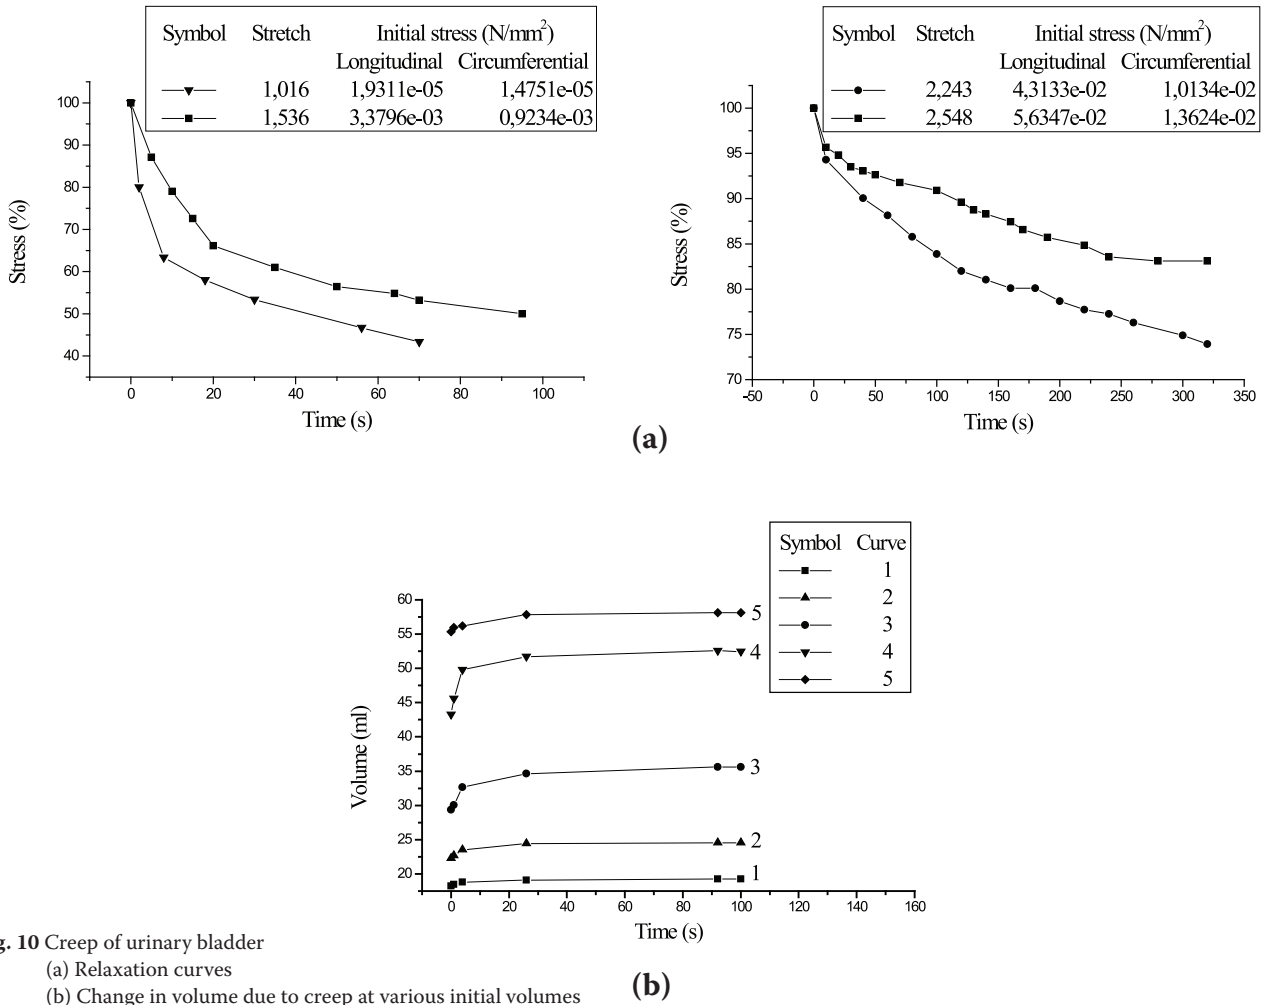 Symbol Stretch Initial stress (N/mm²)
Longitudinal Circumferential
1,016 1,9311e-05 1,4751e-05
1,536 3,3796e-03 0,9234e-03
100
90
80
70
60
50
40
Stress (%)
0 20 40 60 80 100
Time (s)
Symbol Stretch Initial stress (N/mm²)
Longitudinal Circumferential
2,243 4,3133e-02 1,0134e-02
2,548 5,6347e-02 1,3624e-02
100
95
90
85
80
75
70
Stress (%)
-50 0 50 100 150 200 250 300 350
Time (s)
(a)
Symbol Curve
1
2
3
4
5
60
55
50
45
40
35
30
25
20
Volume (ml)
5
4
3
2
1
0 20 40 60 80 100 120 140 160
Time (s)
(b)
g. 10 Creep of urinary bladder
(a) Relaxation curves
(b) Change in volume due to creep at various initial volumes